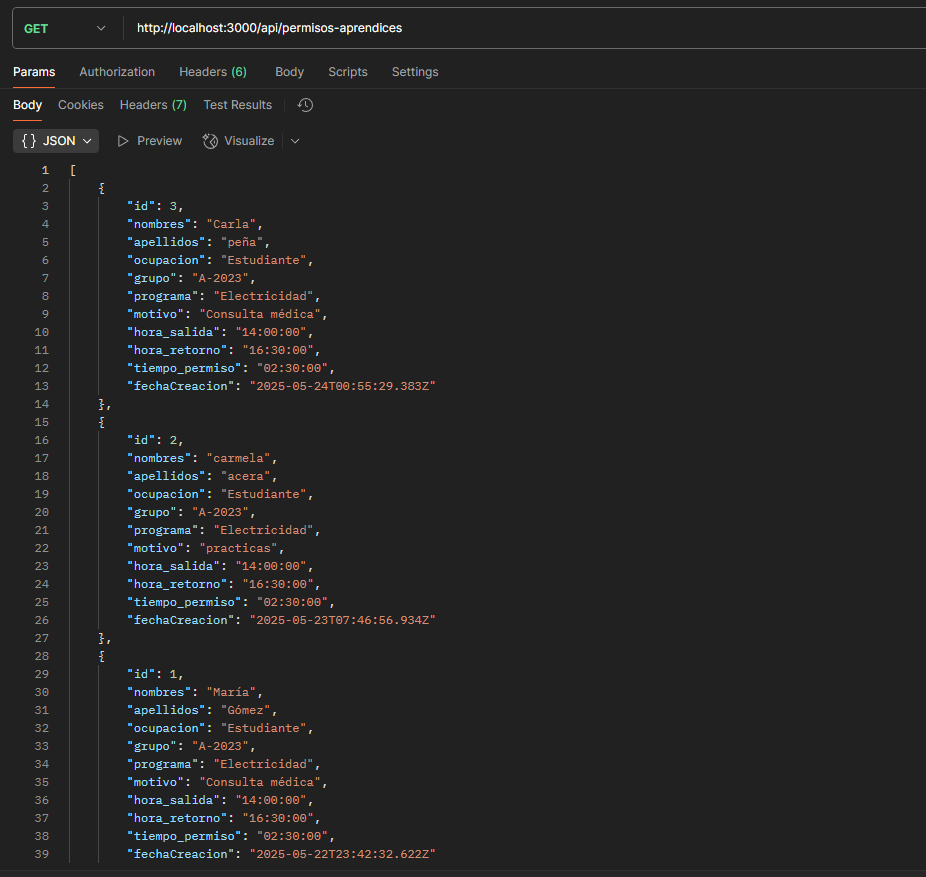 GET http://localhost:3000/api/permisos-aprendices
Params Authorization Headers (6) Body Scripts Settings
Body Cookies Headers (7) Test Results
{} JSON Preview Visualize
1 [
2 {
3 "id": 3,
4 "nombres": "Carla",
5 "apellidos": "peña",
6 "ocupacion": "Estudiante",
7 "grupo": "A-2023",
8 "programa": "Electricidad",
9 "motivo": "Consulta médica",
10 "hora_salida": "14:00:00",
11 "hora_retorno": "16:30:00",
12 "tiempo_permiso": "02:30:00",
13 "fechaCreacion": "2025-05-24T00:55:29.383Z"
14 },
15 {
16 "id": 2,
17 "nombres": "carmela",
18 "apellidos": "acera",
19 "ocupacion": "Estudiante",
20 "grupo": "A-2023",
21 "programa": "Electricidad",
22 "motivo": "practicas",
23 "hora_salida": "14:00:00",
24 "hora_retorno": "16:30:00",
25 "tiempo_permiso": "02:30:00",
26 "fechaCreacion": "2025-05-23T07:46:56.934Z"
27 },
28 {
29 "id": 1,
30 "nombres": "María",
31 "apellidos": "Gómez",
32 "ocupacion": "Estudiante",
33 "grupo": "A-2023",
34 "programa": "Electricidad",
35 "motivo": "Consulta médica",
36 "hora_salida": "14:00:00",
37 "hora_retorno": "16:30:00",
38 "tiempo_permiso": "02:30:00",
39 "fechaCreacion": "2025-05-22T23:42:32.622Z"